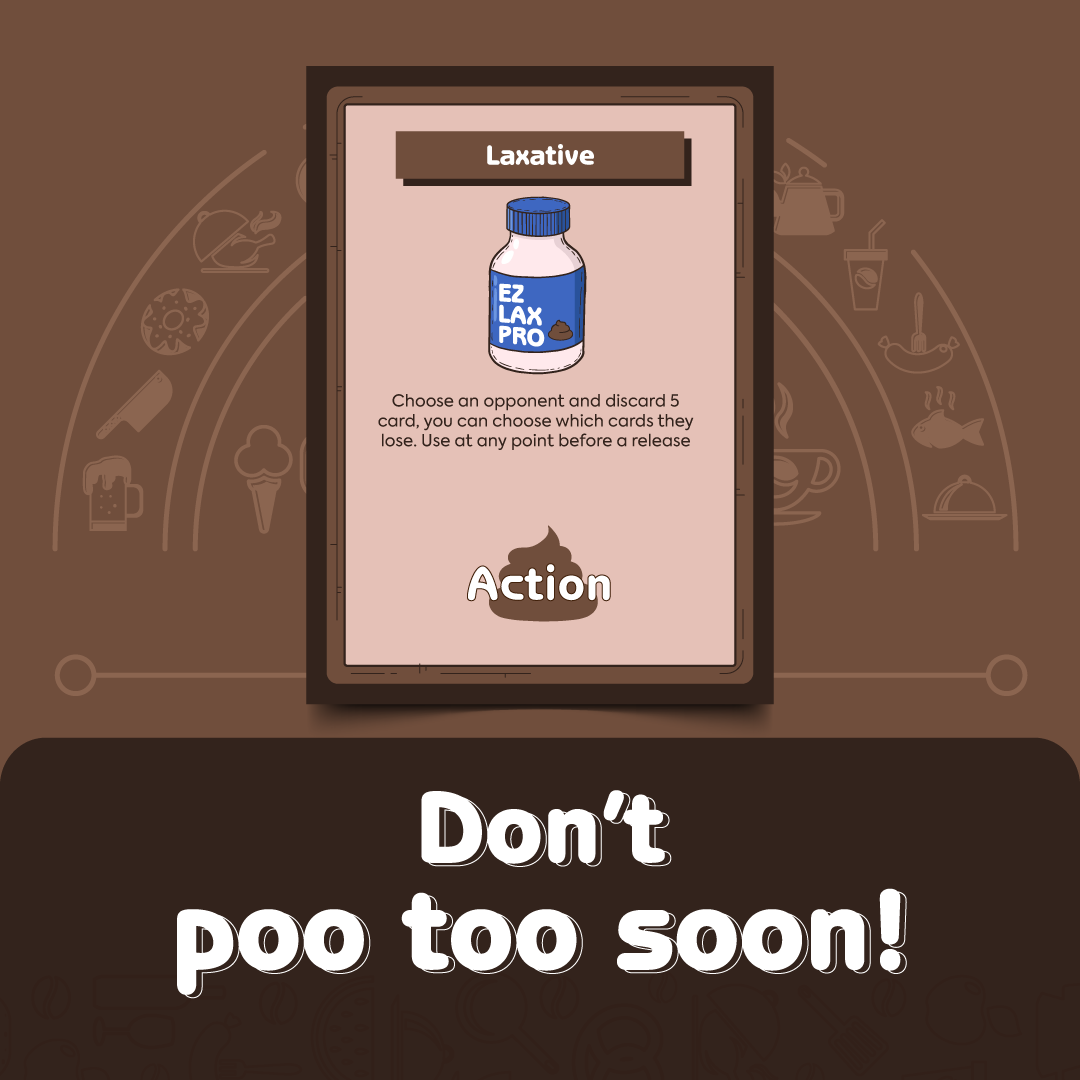 Laxative
EZ
LAX
PRO
Choose an opponent and discard 5
card, you can choose which cards they
lose. Use at any point before a release
Action
Don't
poo too soon!